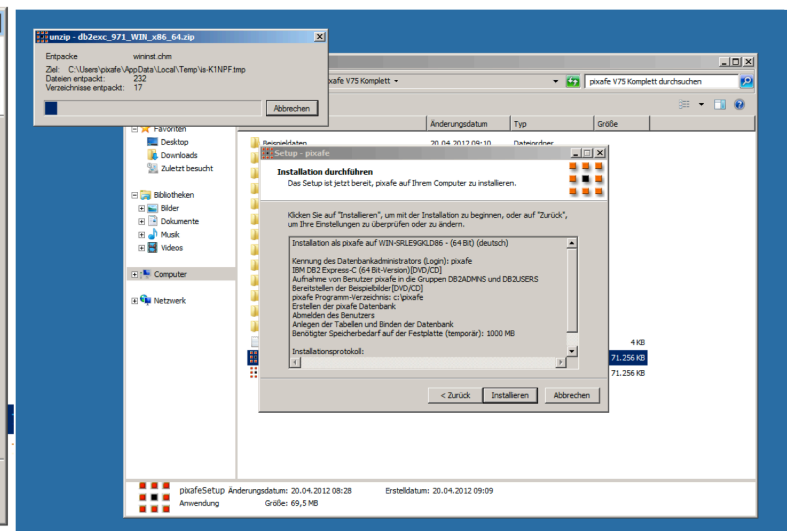 unzip - db2exc_971_WIN_x86_64.zip
Entpacke wininst.chm
Ziel: C:\Users\pixafe\AppData\Local\Temp\is-K1NPF.tmp
Dateien entpackt: 232
Verzeichnisse entpackt: 17
Abbrechen
pixafe V75 Komplett
pixafe V75 Komplett durchsuchen
Änderungsdatum Typ Größe
Favoriten
Desktop
Downloads
Zuletzt besucht
Bibliotheken
Bilder
Dokumente
Musik
Videos
Computer
Netzwerk
Beispieldaten 20.04.2012 09:10 Dateiordner
Setup - pixafe
Installation durchführen
Das Setup ist jetzt bereit, pixafe auf Ihrem Computer zu installieren.
Klicken Sie auf "Installieren", um mit der Installation zu beginnen, oder auf "Zurück",
um Ihre Einstellungen zu überprüfen oder zu ändern.
Installation als pixafe auf WIN-SRLE9GKLD86 - (64 Bit) (deutsch)
Kennung des Datenbankadministrators (Login): pixafe
IBM DB2 Express-C (64 Bit-Version)[DVD/CD]
Aufnahme von Benutzer pixafe in die Gruppen DB2ADMNS und DB2USERS
Bereitstellen der Beispielbilder[DVD/CD]
pixafe Programm-Verzeichnis: c:\pixafe
Erstellen der pixafe Datenbank
Abmelden des Benutzers
Anlegen der Tabellen und Binden der Datenbank
Benötigter Speicherbedarf auf der Festplatte (temporär): 1000 MB
Installationsprotokoll:
< Zurück Installieren Abbrechen
4 KB
71.256 KB
71.256 KB
pixafeSetup Änderungsdatum: 20.04.2012 08:28 Erstelldatum: 20.04.2012 09:09
Anwendung Größe: 69,5 MB